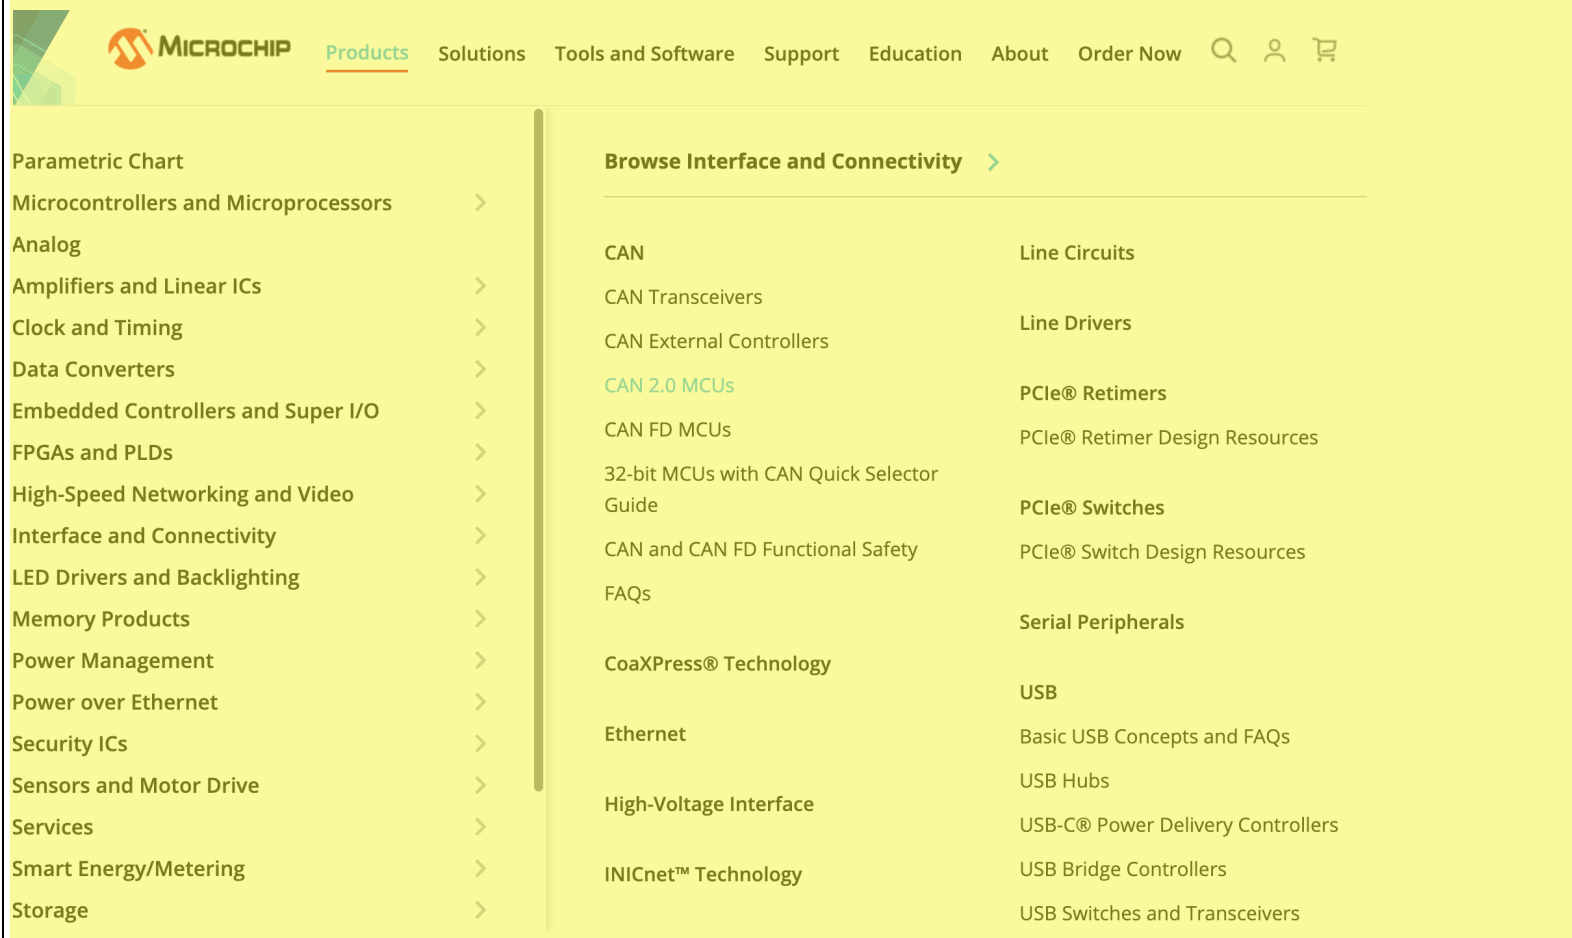 MICROCHIP
Products Solutions Tools and Software Support Education About Order Now
Parametric Chart
Microcontrollers and Microprocessors
Analog
Amplifiers and Linear ICs
Clock and Timing
Data Converters
Embedded Controllers and Super I/O
FPGAs and PLDs
High-Speed Networking and Video
Interface and Connectivity
LED Drivers and Backlighting
Memory Products
Power Management
Power over Ethernet
Security ICs
Sensors and Motor Drive
Services
Smart Energy/Metering
Storage
Browse Interface and Connectivity
CAN
CAN Transceivers
CAN External Controllers
CAN 2.0 MCUs
CAN FD MCUs
32-bit MCUs with CAN Quick Selector
Guide
CAN and CAN FD Functional Safety
FAQs
CoaXPress® Technology
Ethernet
High-Voltage Interface
INICnet™ Technology
Line Circuits
Line Drivers
PCIe® Retimers
PCIe® Retimer Design Resources
PCIe® Switches
PCIe® Switch Design Resources
Serial Peripherals
USB
Basic USB Concepts and FAQs
USB Hubs
USB-C® Power Delivery Controllers
USB Bridge Controllers
USB Switches and Transceivers